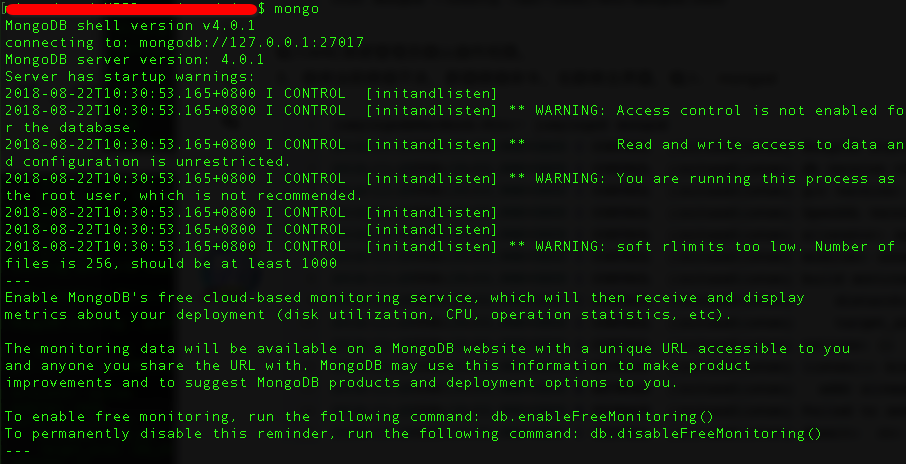 $ mongo
MongoDB shell version v4.0.1
connecting to: mongodb://127.0.0.1:27017
MongoDB server version: 4.0.1
Server has startup warnings:
2018-08-22T10:30:53.165+0800 I CONTROL  [initandlisten]
2018-08-22T10:30:53.165+0800 I CONTROL  [initandlisten] ** WARNING: Access control is not enabled fo
r the database.
2018-08-22T10:30:53.165+0800 I CONTROL  [initandlisten] **          Read and write access to data an
d configuration is unrestricted.
2018-08-22T10:30:53.165+0800 I CONTROL  [initandlisten] ** WARNING: You are running this process as
the root user, which is not recommended.
2018-08-22T10:30:53.165+0800 I CONTROL  [initandlisten]
2018-08-22T10:30:53.165+0800 I CONTROL  [initandlisten]
2018-08-22T10:30:53.165+0800 I CONTROL  [initandlisten] ** WARNING: soft rlimits too low. Number of
files is 256, should be at least 1000
---
Enable MongoDB's free cloud-based monitoring service, which will then receive and display
metrics about your deployment (disk utilization, CPU, operation statistics, etc).

The monitoring data will be available on a MongoDB website with a unique URL accessible to you
and anyone you share the URL with. MongoDB may use this information to make product
improvements and to suggest MongoDB products and deployment options to you.

To enable free monitoring, run the following command: db.enableFreeMonitoring()
To permanently disable this reminder, run the following command: db.disableFreeMonitoring()
---